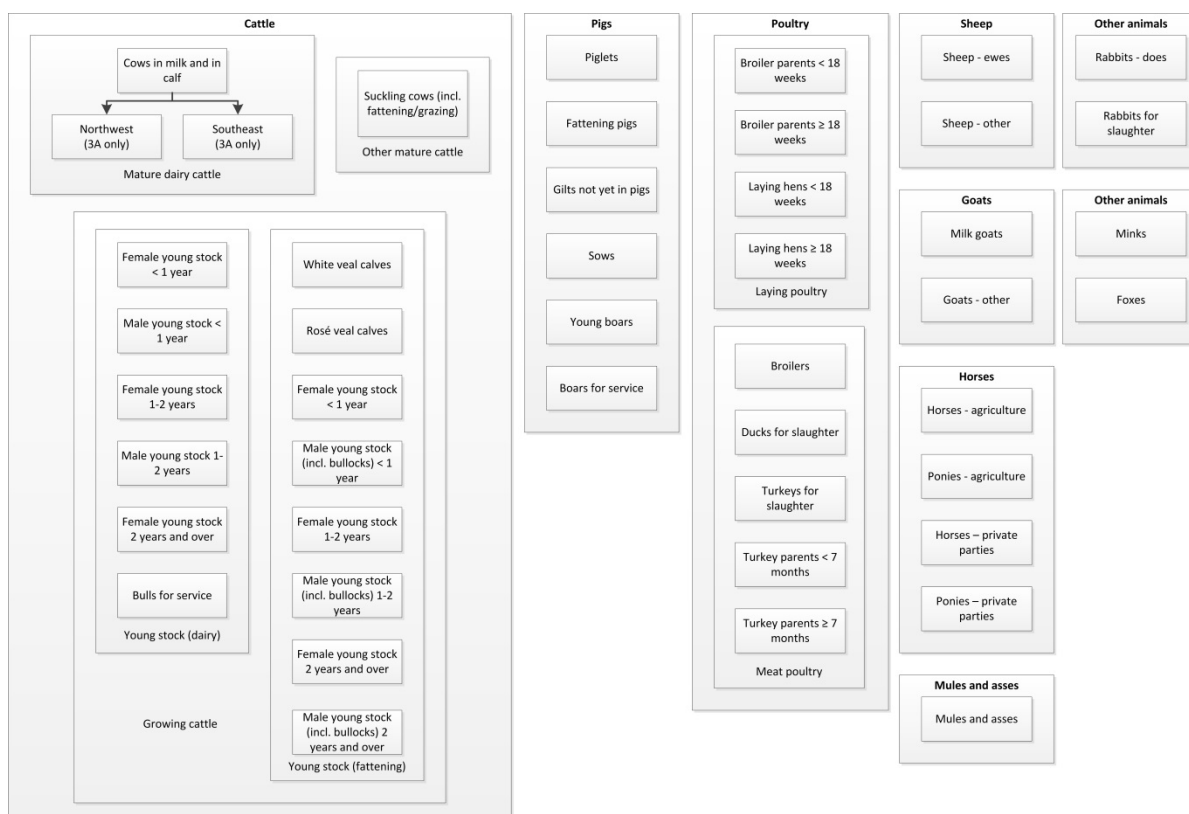 Cattle
Cows in milk and in
calf
Northwest
(3A only)
Southeast
(3A only)
Mature dairy cattle
Suckling cows (incl.
fattening/grazing)
Other mature cattle
Female young stock
< 1 year
Male young stock <
1 year
Female young stock
1-2 years
Male young stock 1-
2 years
Female young stock
2 years and over
Bulls for service
Young stock (dairy)
White veal calves
Rosé veal calves
Female young stock
< 1 year
Male young stock
(incl. bullocks) < 1
year
Female young stock
1-2 years
Male young stock
(incl. bullocks) 1-2
years
Female young stock
2 years and over
Male young stock
(incl. bullocks) 2
years and over
Young stock (fattening)
Growing cattle
Pigs
Piglets
Fattening pigs
Gilts not yet in pigs
Sows
Young boars
Boars for service
Poultry
Broiler parents < 18
weeks
Broiler parents ≥ 18
weeks
Laying hens < 18
weeks
Laying hens ≥ 18
weeks
Laying poultry
Broilers
Ducks for slaughter
Turkeys for
slaughter
Turkey parents < 7
months
Turkey parents ≥ 7
months
Meat poultry
Sheep
Sheep - ewes
Sheep - other
Other animals
Rabbits - does
Rabbits for
slaughter
Goats
Milk goats
Goats - other
Other animals
Minks
Foxes
Horses
Horses - agriculture
Ponies - agriculture
Horses – private
parties
Ponies – private
parties
Mules and asses
Mules and asses